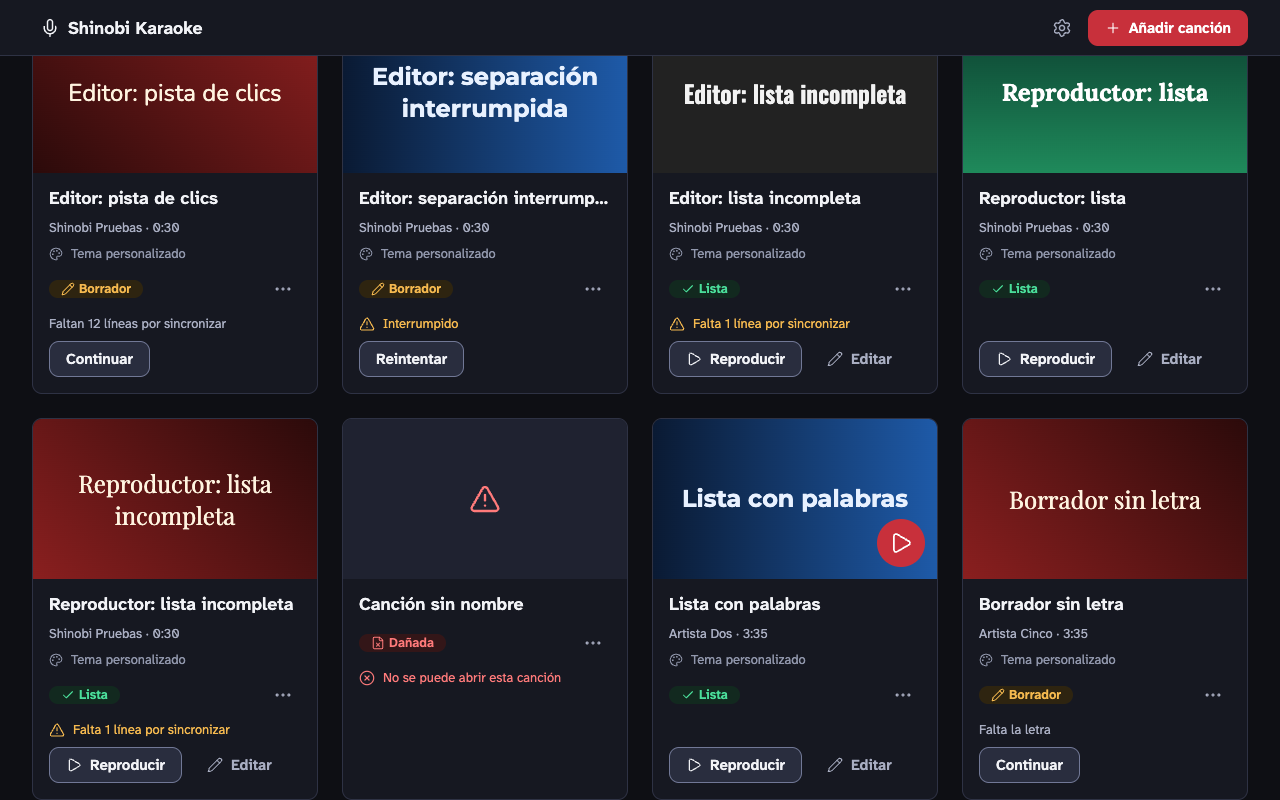 Shinobi Karaoke
Añadir canción
Editor: pista de clics
Editor: pista de clics
Shinobi Pruebas · 0:30
Tema personalizado
Borrador
Faltan 12 líneas por sincronizar
Continuar
Editor: separación
interrumpida
Editor: separación interrump...
Shinobi Pruebas · 0:30
Tema personalizado
Borrador
Interrumpido
Reintentar
Editor: lista incompleta
Editor: lista incompleta
Shinobi Pruebas · 0:30
Tema personalizado
Lista
Falta 1 línea por sincronizar
Reproducir
Editar
Reproductor: lista
Reproductor: lista
Shinobi Pruebas · 0:30
Tema personalizado
Lista
Reproducir
Editar
Reproductor: lista
incompleta
Reproductor: lista incompleta
Shinobi Pruebas · 0:30
Tema personalizado
Lista
Falta 1 línea por sincronizar
Reproducir
Editar
Canción sin nombre
Dañada
No se puede abrir esta canción
Lista con palabras
Lista con palabras
Artista Dos · 3:35
Tema personalizado
Lista
Reproducir
Editar
Borrador sin letra
Borrador sin letra
Artista Cinco · 3:35
Tema personalizado
Borrador
Falta la letra
Continuar